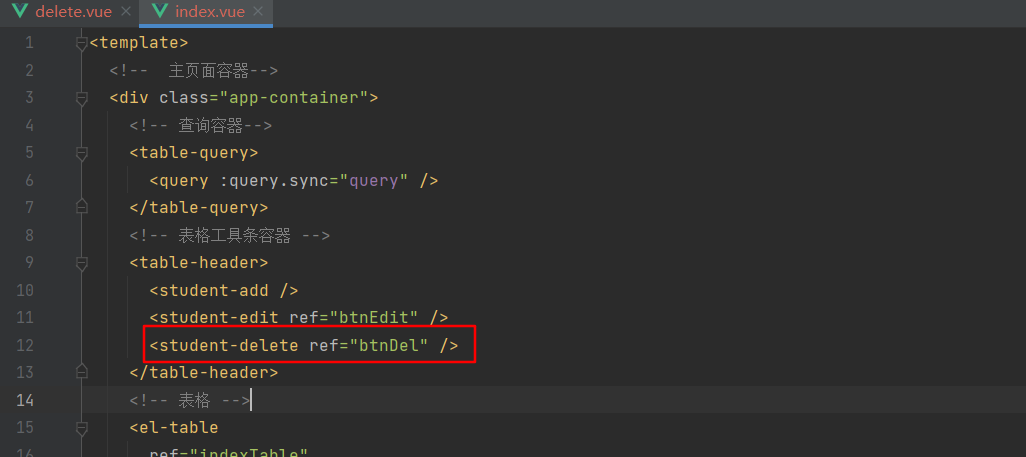 delete.vue × index.vue ×
1 <template>
2 <!--  主页面容器-->
3 <div class="app-container">
4 <!-- 查询容器-->
5 <table-query>
6 <query :query.sync="query" />
7 </table-query>
8 <!-- 表格工具条容器 -->
9 <table-header>
10 <student-add />
11 <student-edit ref="btnEdit" />
12 <student-delete ref="btnDel" />
13 </table-header>
14 <!-- 表格 -->
15 <el-table
16 ref="indexTable"